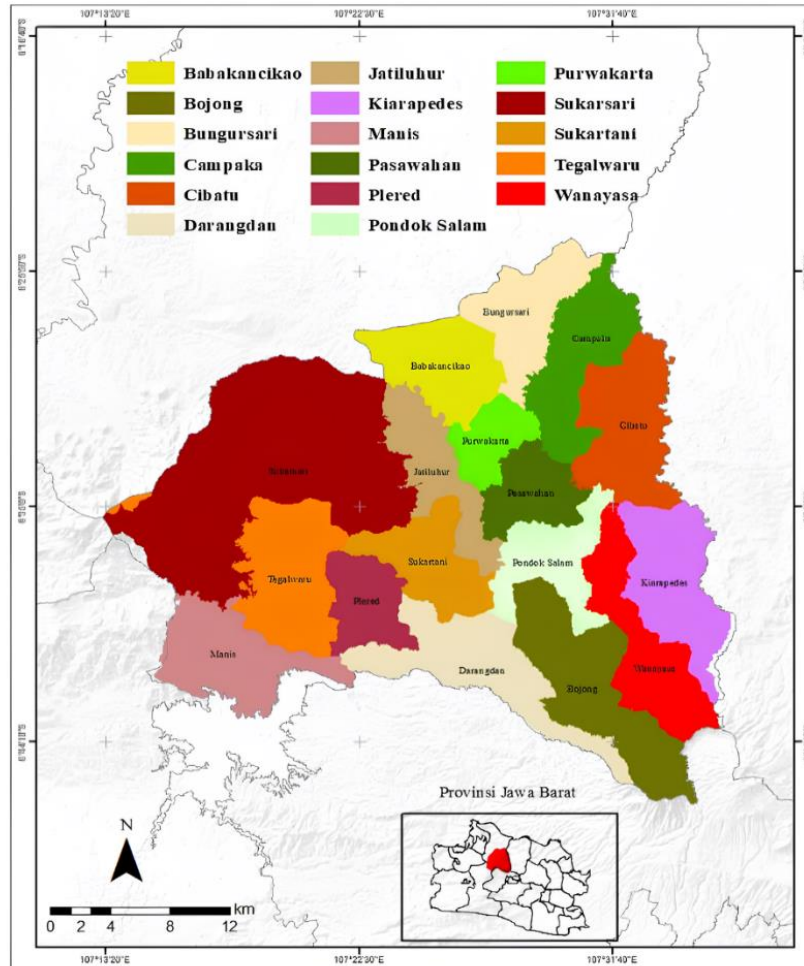 107°13'20"E 107°22'30"E 107°31'40"E
Babakancikao
Bojong
Bungursari
Campaka
Cibatu
Darangdan
Jatiluhur
Kiarapedes
Manis
Pasawahan
Plered
Pondok Salam
Purwakarta
Sukarsari
Sukartani
Tegalwaru
Wanayasa
Bungursari
Campaka
Babakancikao
Cibatu
Purwakarta
Jatiluhur
Pasawahan
Sukartani
Pondok Salam
Tegalwaru
Kiarapedes
Plered
Manis
Darangdan
Wanayasa
Bojong
Provinsi Jawa Barat
N
km
0 2 4 8 12
107°13'20"E 107°22'30"E 107°31'40"E